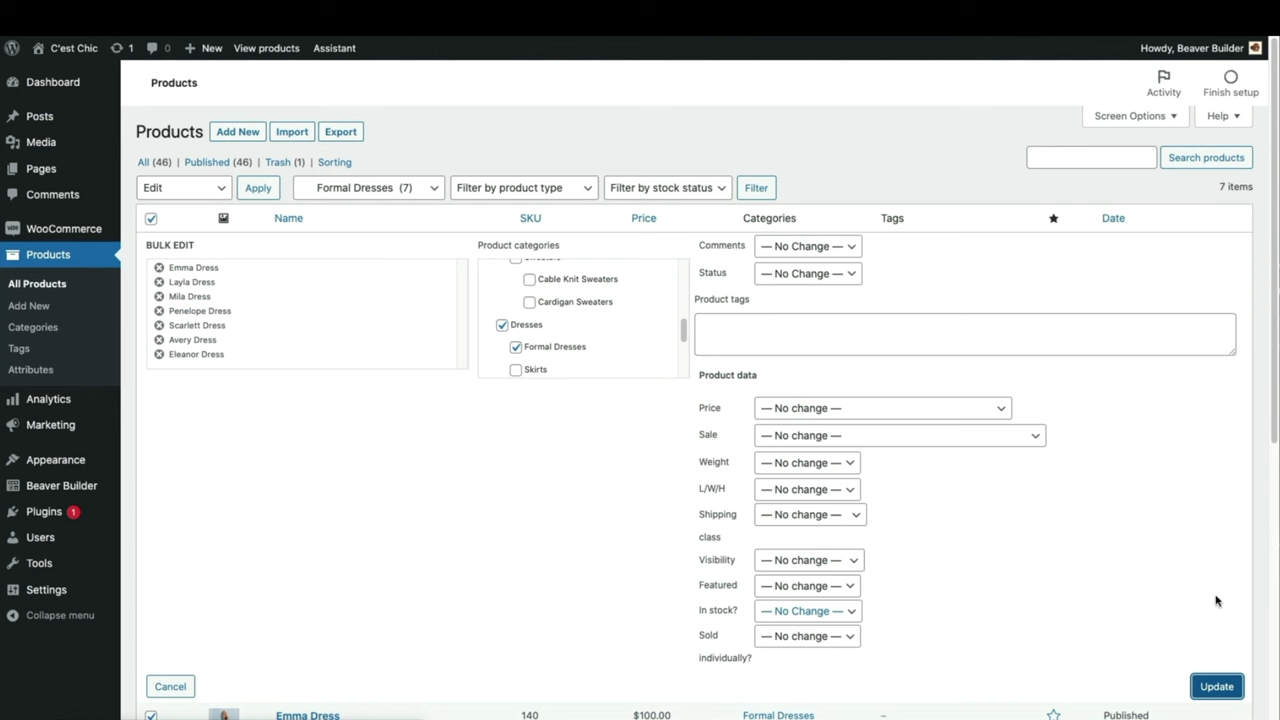 C'est Chic 1 0 New View products Assistant Howdy, Beaver Builder
Dashboard
Posts
Media
Pages
Comments
WooCommerce
Products
All Products
Add New
Categories
Tags
Attributes
Analytics
Marketing
Appearance
Beaver Builder
Plugins 1
Users
Tools
Settings
Collapse menu
Products
Activity
Finish setup
Screen Options ▼ Help ▼
Products Add New Import Export
All (46) | Published (46) | Trash (1) | Sorting
Search products
Edit Apply Formal Dresses (7) Filter by product type Filter by stock status Filter
7 items
Name SKU Price Categories Tags Date
BULK EDIT
Emma Dress
Layla Dress
Mila Dress
Penelope Dress
Scarlett Dress
Avery Dress
Eleanor Dress
Product categories
Sweaters
Cable Knit Sweaters
Cardigan Sweaters
Dresses
Formal Dresses
Skirts
Comments — No Change —
Status — No Change —
Product tags
Product data
Price — No change —
Sale — No change —
Weight — No change —
L/W/H — No change —
Shipping — No change —
class
Visibility — No change —
Featured — No change —
In stock? — No Change —
Sold — No change —
individually?
Cancel Update
Emma Dress 140 $100.00 Formal Dresses – Published